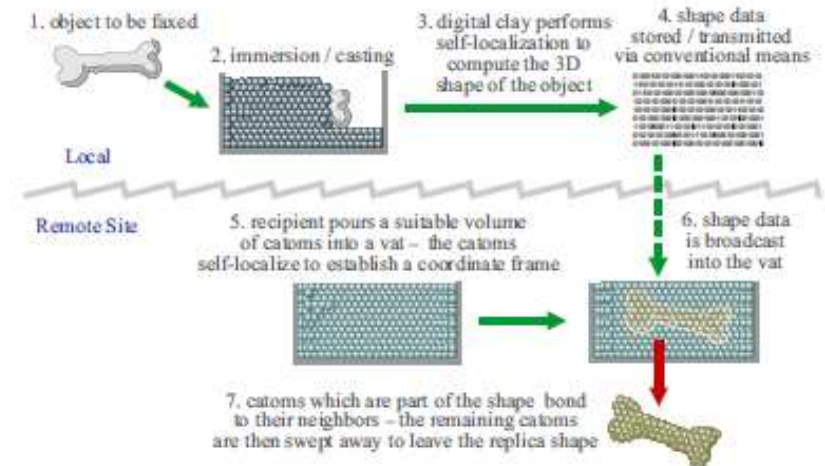 1. object to be faxed
2. immersion / casting
3. digital clay performs
self-localization to
compute the 3D
shape of the object
4. shape data
stored / transmitted
via conventional means
Local
Remote Site
5. recipient pours a suitable volume
of catoms into a vat – the catoms
self-localize to establish a coordinate frame
6. shape data
is broadcast
into the vat
7. catoms which are part of the shape bond
to their neighbors – the remaining catoms
are then swept away to leave the replica shape